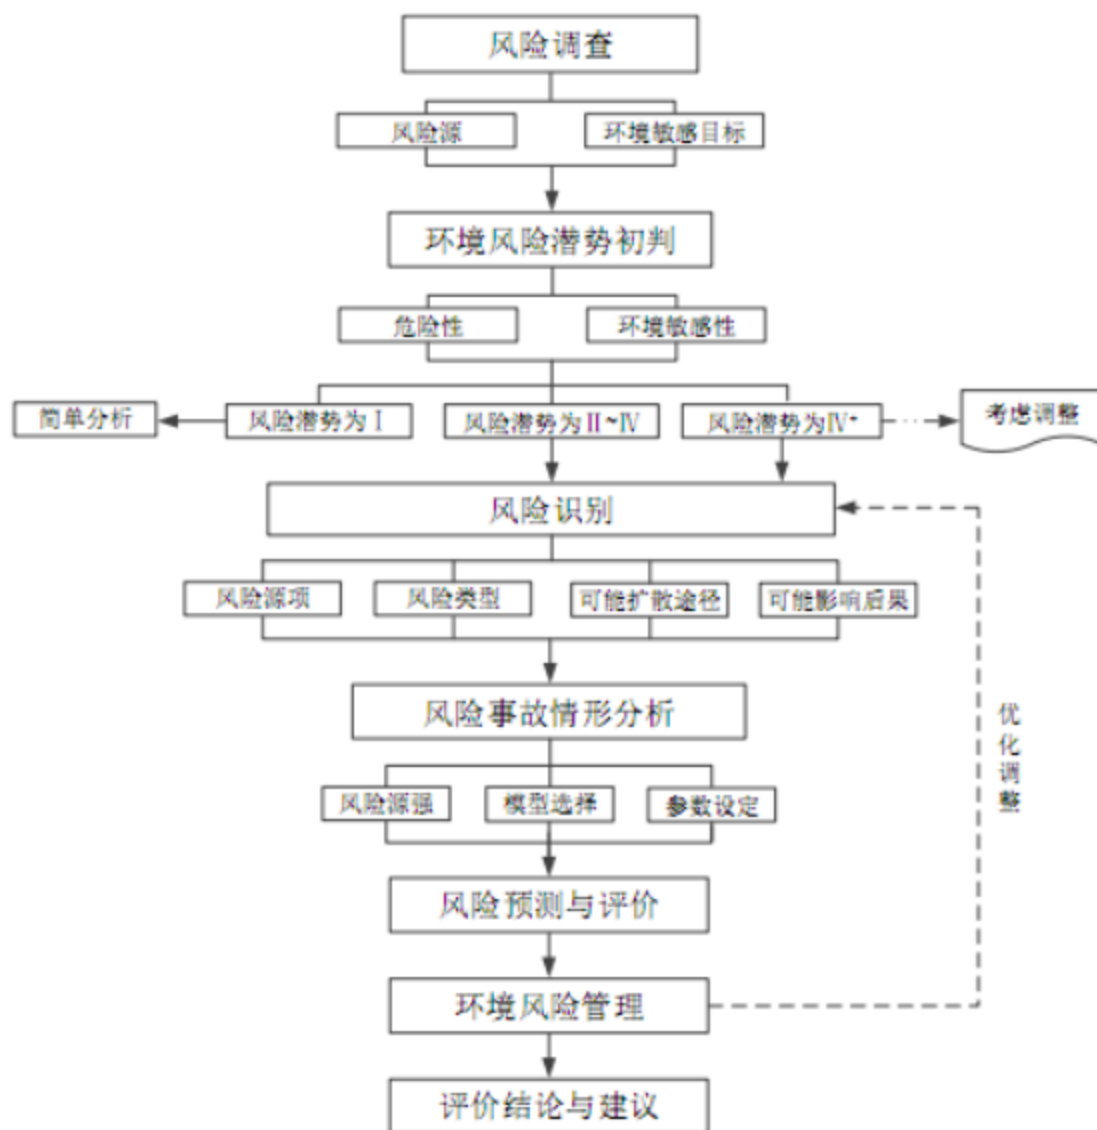 风险调查
风险源
环境敏感目标
环境风险潜势初判
危险性
环境敏感性
简单分析
风险潜势为Ⅰ
风险潜势为Ⅱ~Ⅳ
风险潜势为Ⅳ⁺
考虑调整
风险识别
风险源项
风险类型
可能扩散途径
可能影响后果
风险事故情形分析
优化调整
风险源强
模型选择
参数设定
风险预测与评价
环境风险管理
评价结论与建议